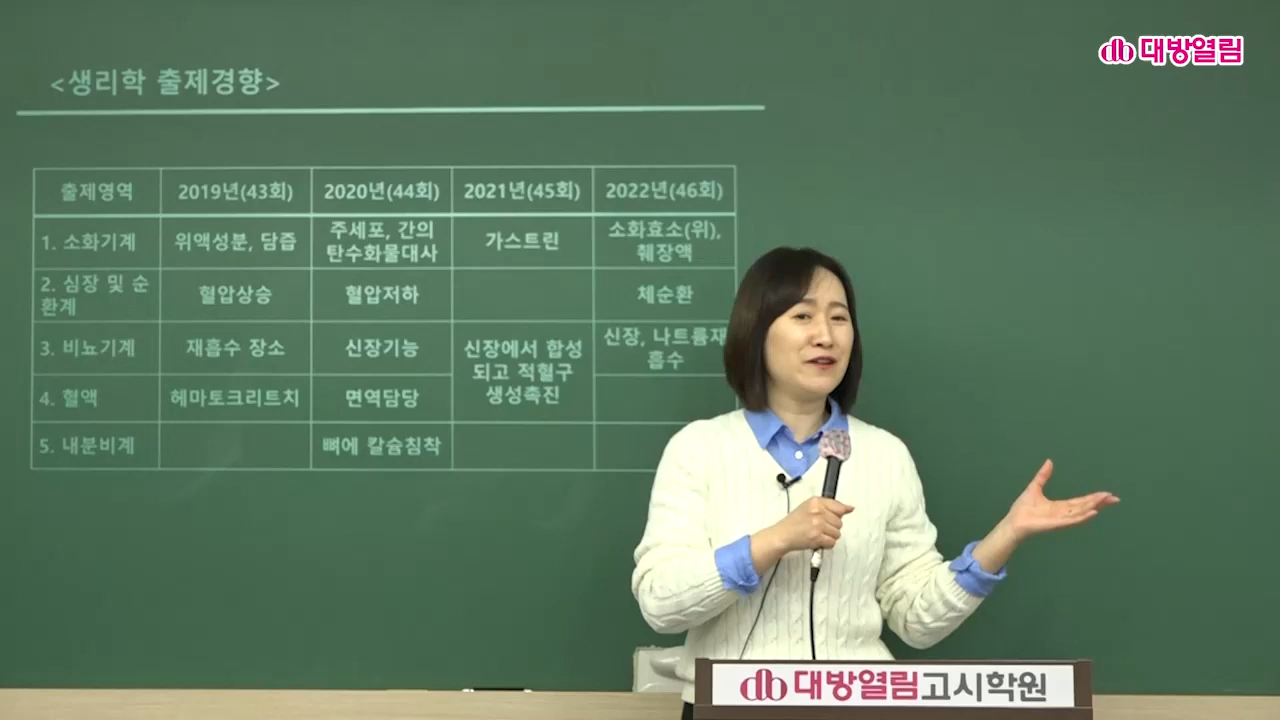 대방열림
<생리학 출제경향>
출제영역 2019년(43회) 2020년(44회) 2021년(45회) 2022년(46회)
1. 소화기계 위액성분, 담즙 주세포, 간의 탄수화물대사 가스트린 소화효소(위), 췌장액
2. 심장 및 순환계 혈압상승 혈압저하 체순환
3. 비뇨기계 재흡수 장소 신장기능 신장에서 합성되고 적혈구 생성촉진 신장, 나트륨재흡수
4. 혈액 헤마토크리트치 면역담당
5. 내분비계 뼈에 칼슘침착
대방열림고시학원